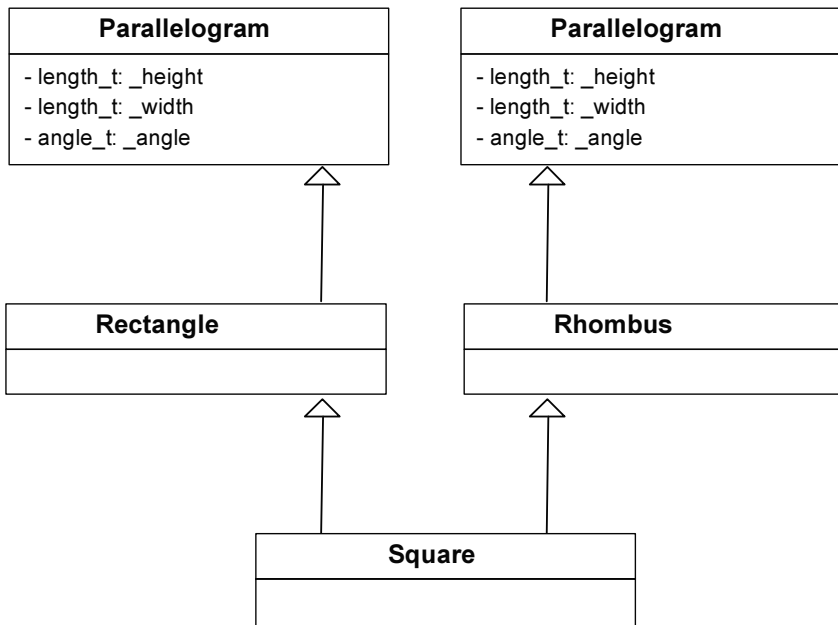 Parallelogram
- length_t: _height
- length_t: _width
- angle_t: _angle
Parallelogram
- length_t: _height
- length_t: _width
- angle_t: _angle
Rectangle
Rhombus
Square